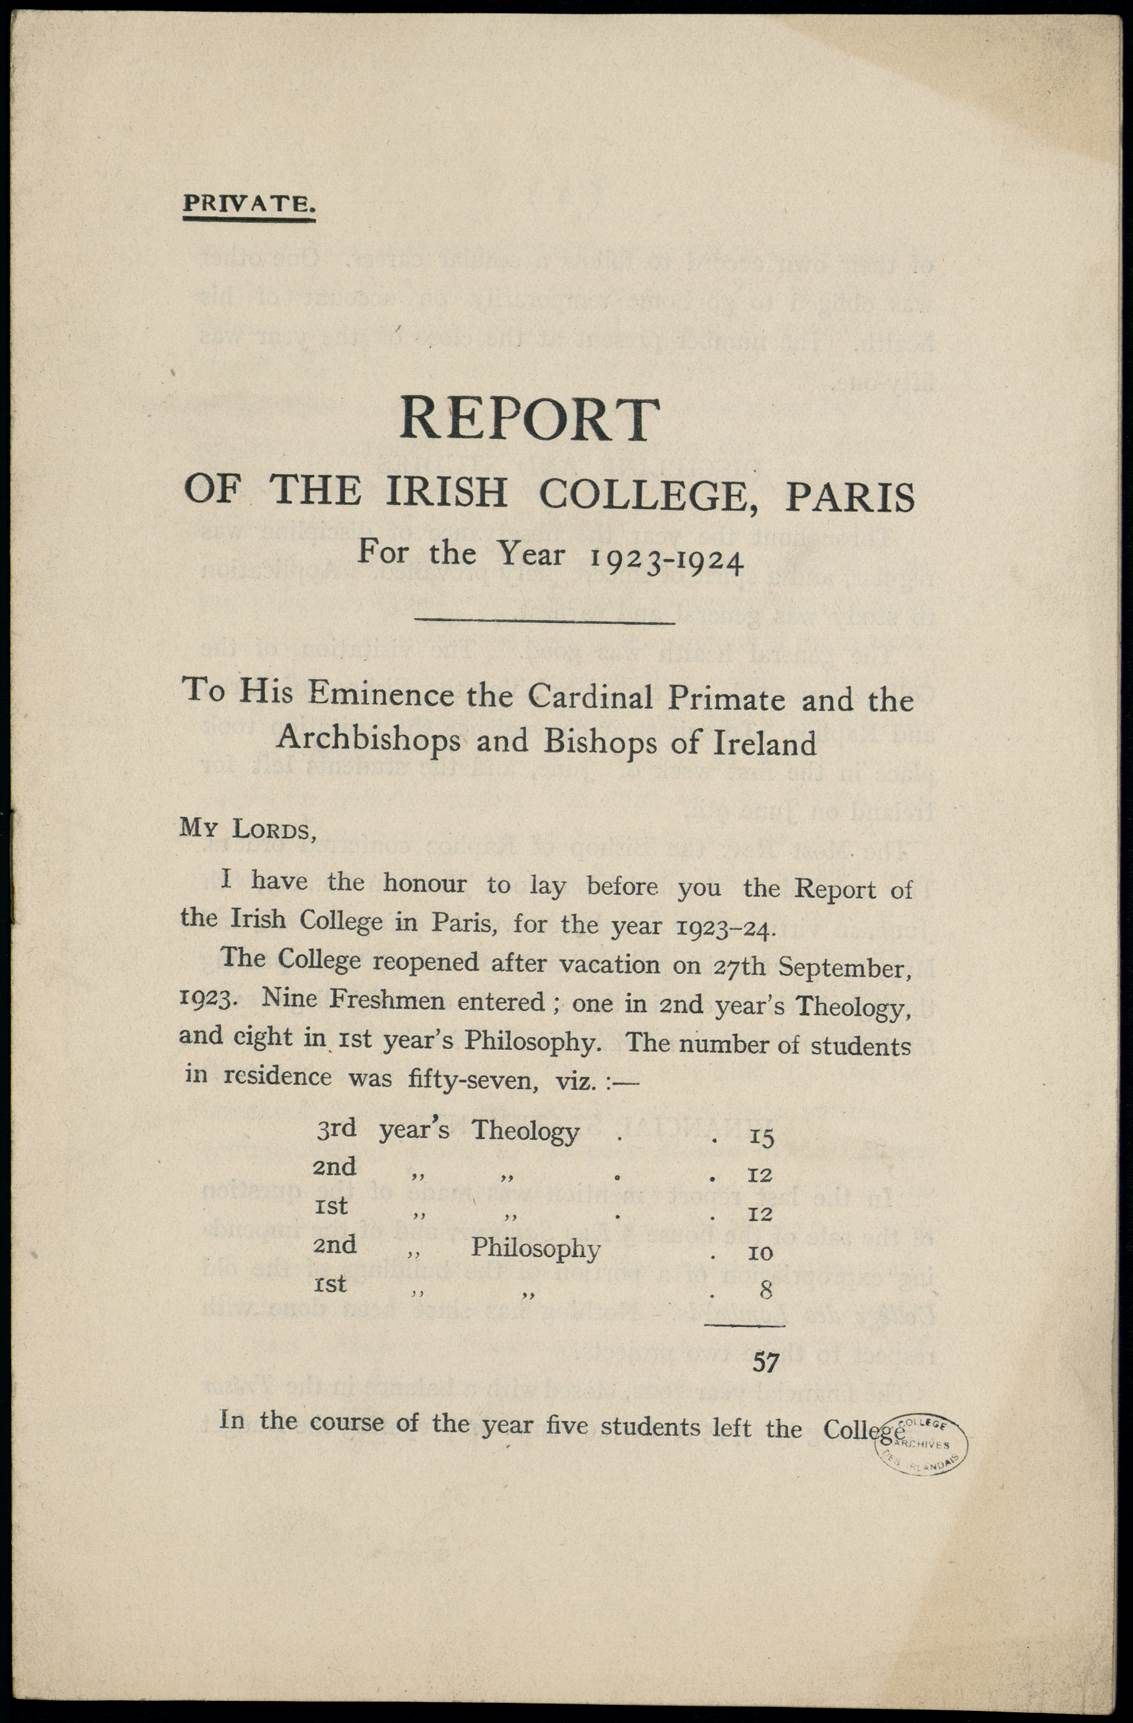 PRIVATE.
REPORT
OF THE IRISH COLLEGE, PARIS
For the Year 1923-1924
To His Eminence the Cardinal Primate and the
Archbishops and Bishops of Ireland
MY LORDS,
I have the honour to lay before you the Report of
the Irish College in Paris, for the year 1923–24.
The College reopened after vacation on 27th September,
1923. Nine Freshmen entered ; one in 2nd year's Theology,
and eight in 1st year's Philosophy. The number of students
in residence was fifty-seven, viz. :—
3rd year's Theology . . 15
2nd ,, ,, . . 12
1st ,, ,, . . 12
2nd ,, Philosophy . 10
1st ,, ,, . 8
57
In the course of the year five students left the College
COLLEGE
ARCHIVES
DES IRLANDAIS